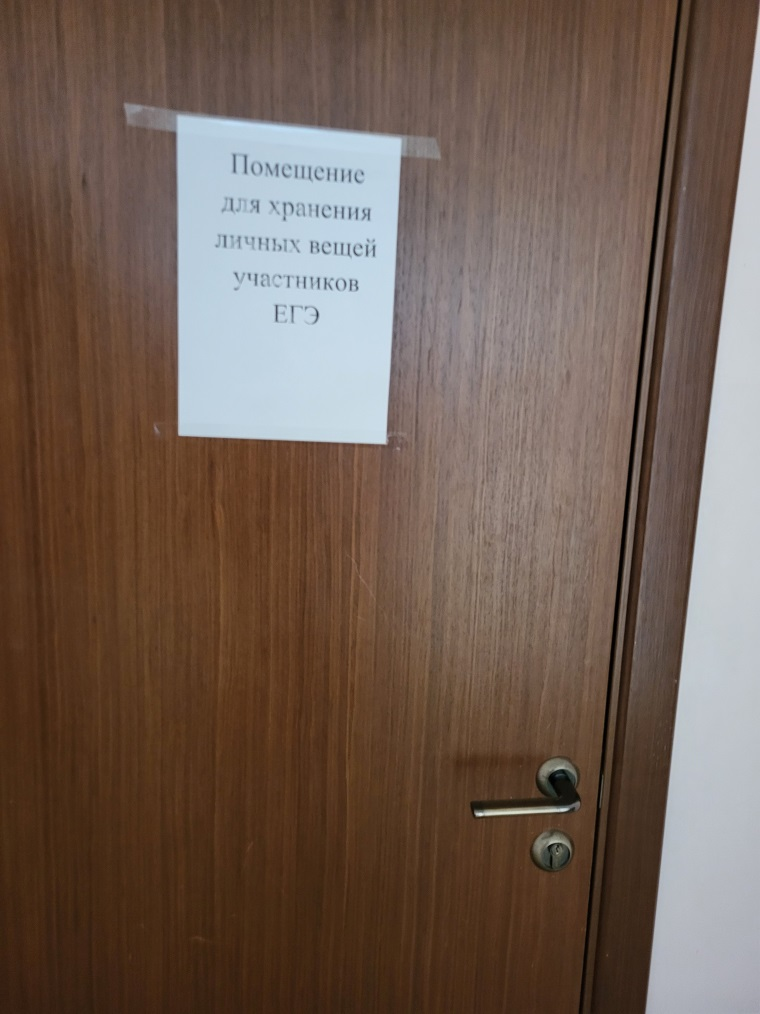 Помещение
для хранения
личных вещей
участников
ЕГЭ